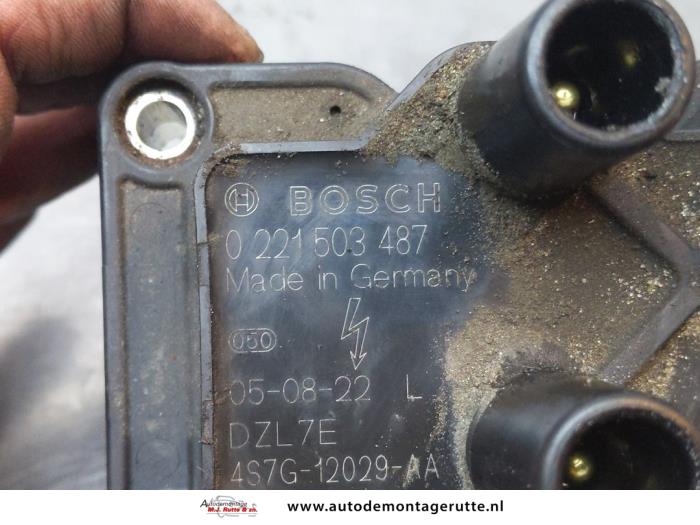 BOSCH
0 221 503 487
Made in Germany
050
05-08-22 L
DZL7E
4S7G-12029-AA
Autodemontage
M.J. Rutte & zn.
www.autodemontagerutte.nl